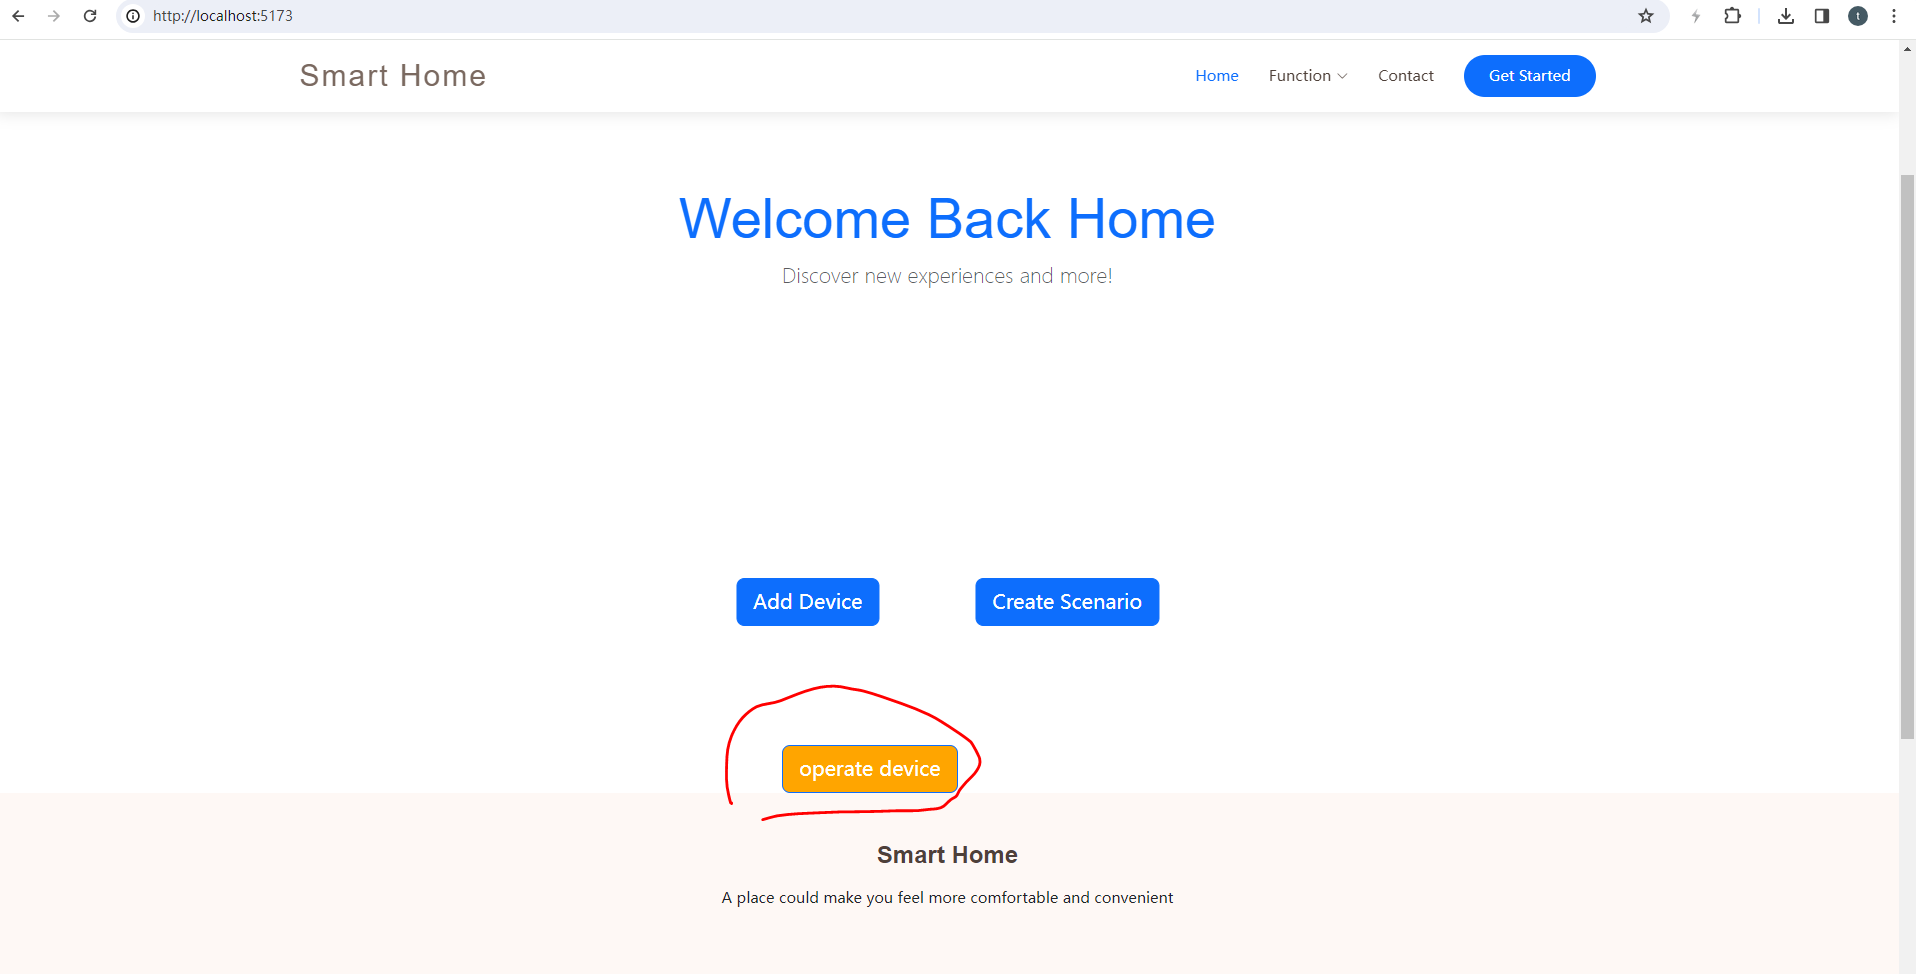 http://localhost:5173
t
Smart Home
Home Function Contact Get Started
Welcome Back Home
Discover new experiences and more!
Add Device Create Scenario
operate device
Smart Home
A place could make you feel more comfortable and convenient